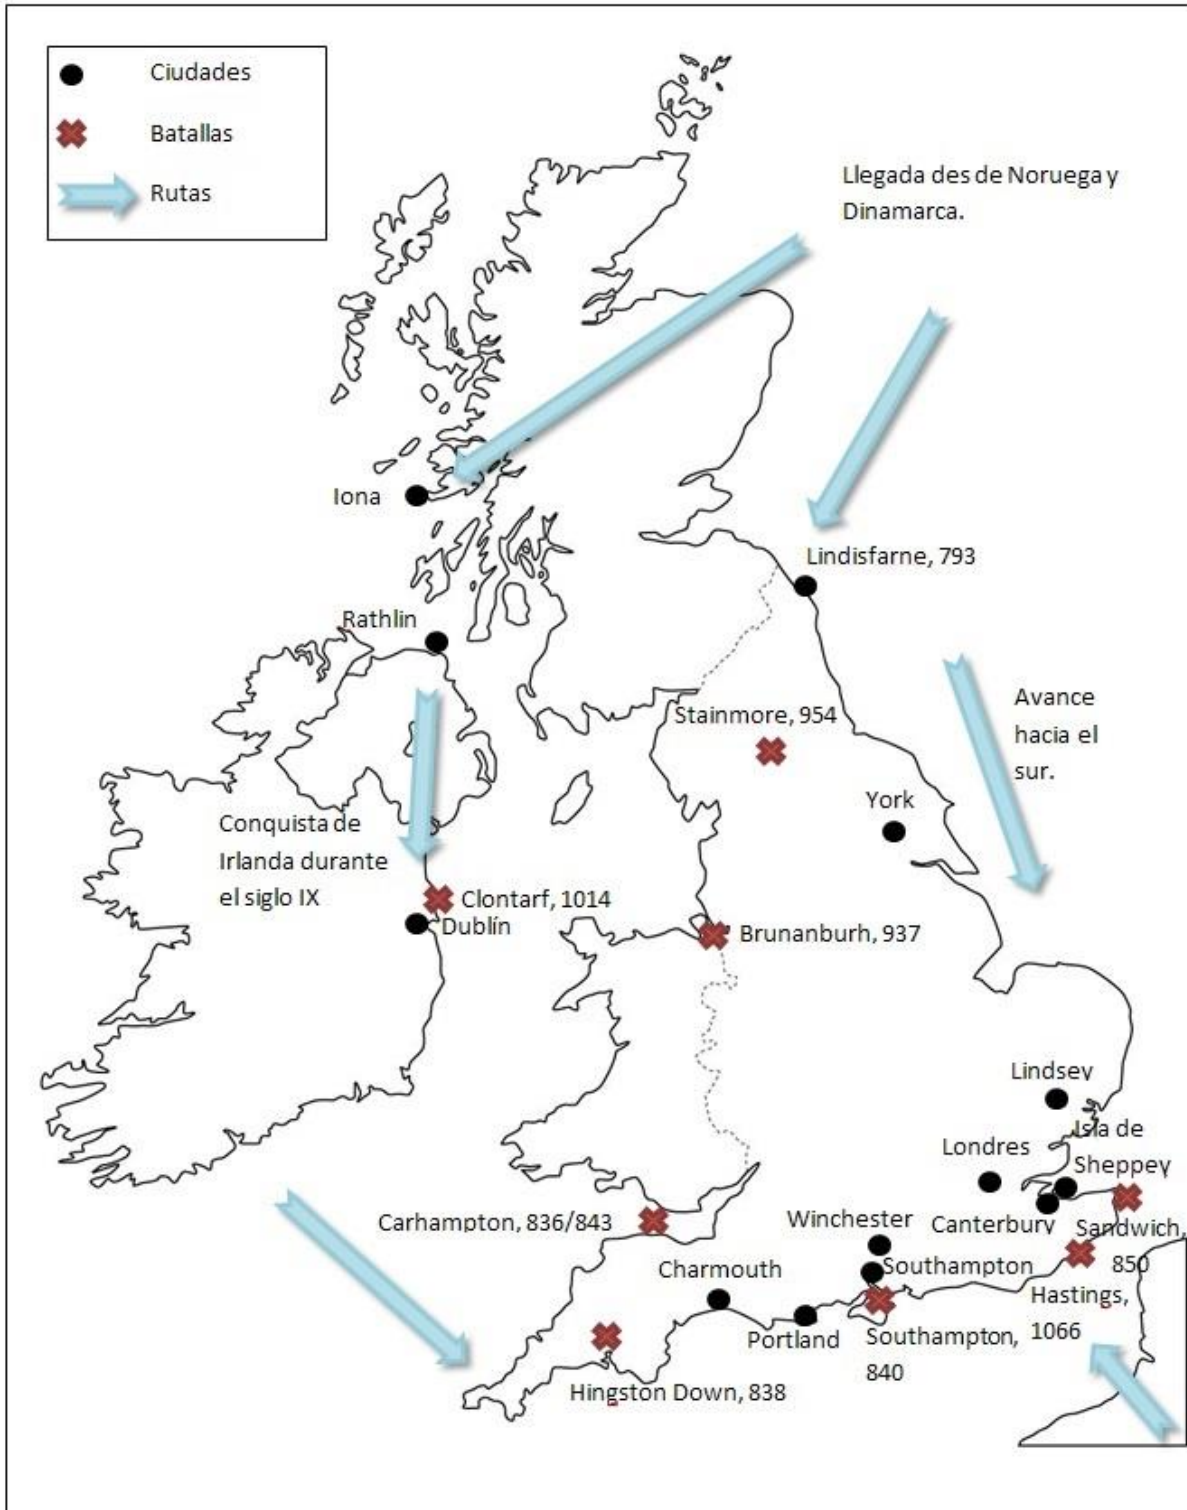 Ciudades
Batallas
Rutas
Llegada des de Noruega y
Dinamarca.
Iona
Lindisfarne, 793
Rathlin
Stainmore, 954
Avance
hacia el
sur.
York
Conquista de
Irlanda durante
el siglo IX
Clontarf, 1014
Dublín
Brunanburh, 937
Lindsey
Isla de
Sheppey
Londres
Canterbury
Sandwich,
850
Carhampton, 836/843
Winchester
Southampton
Charmouth
Hastings,
1066
Portland
Southampton,
840
Hingston Down, 838